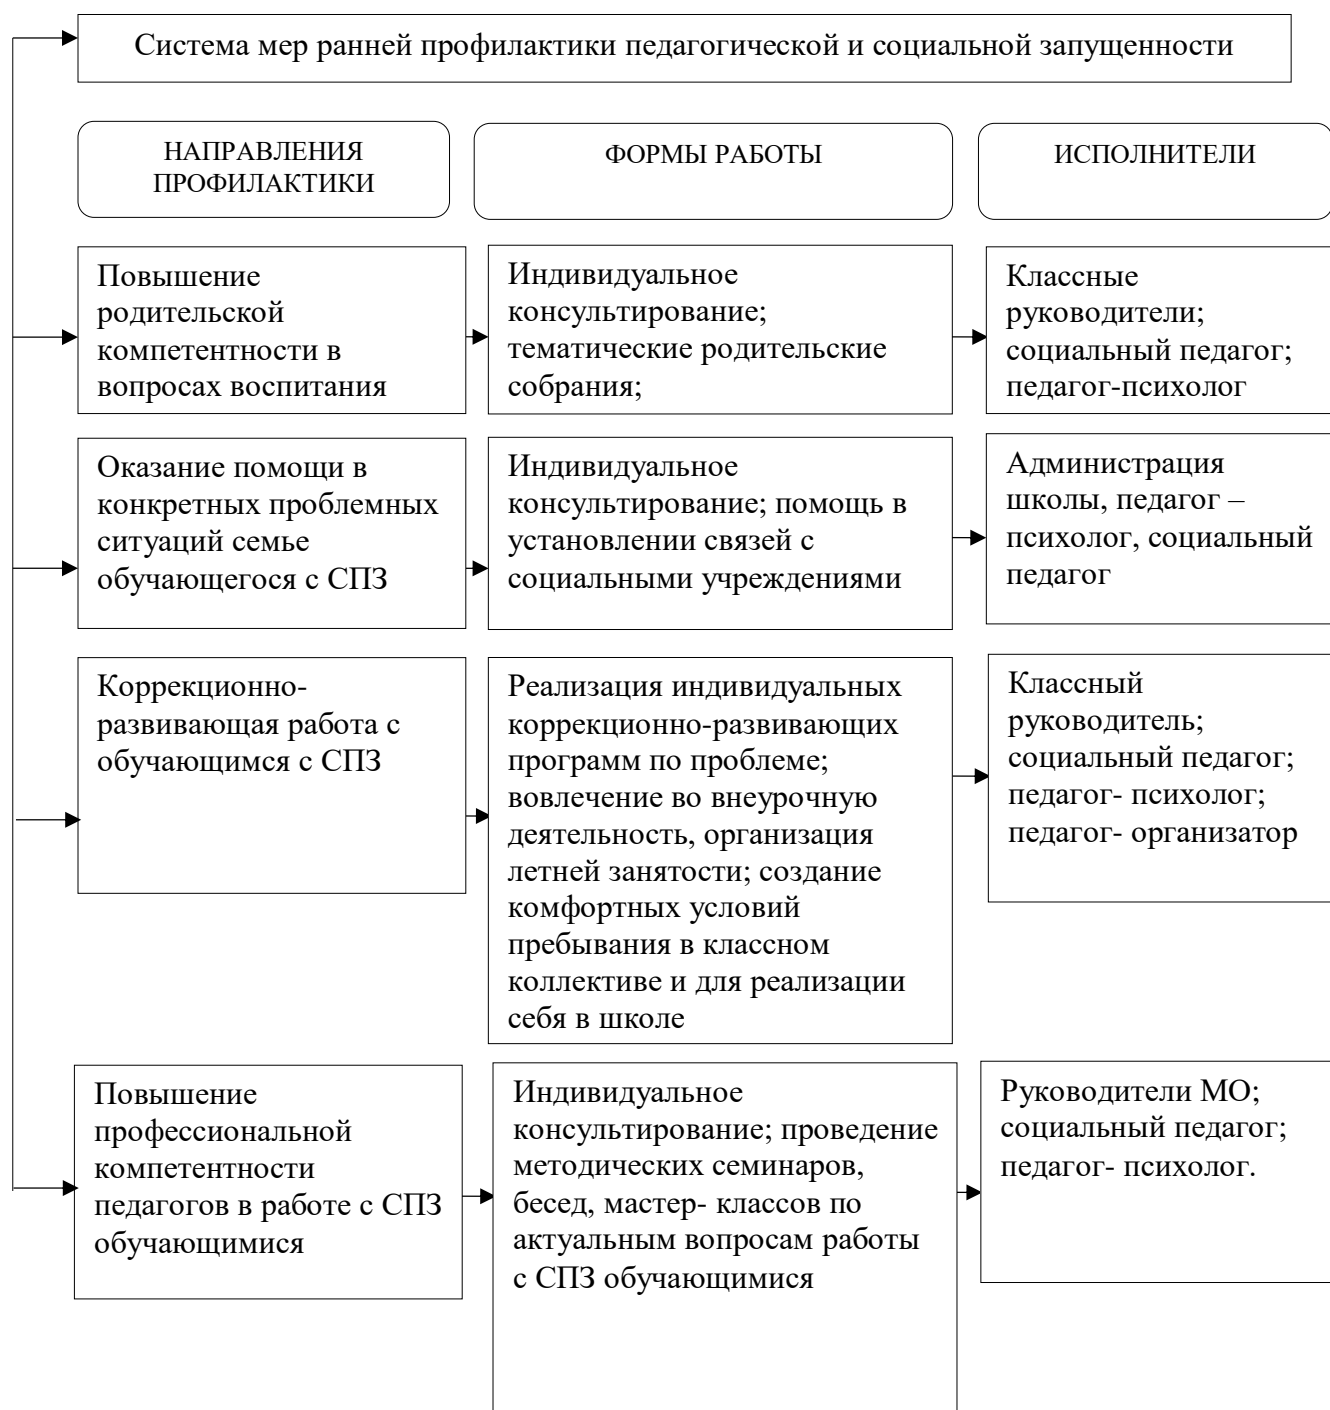 Система мер ранней профилактики педагогической и социальной запущенности
НАПРАВЛЕНИЯ
ПРОФИЛАКТИКИ
ФОРМЫ РАБОТЫ
ИСПОЛНИТЕЛИ
Повышение
родительской
компетентности в
вопросах воспитания
Индивидуальное
консультирование;
тематические родительские
собрания;
Классные
руководители;
социальный педагог;
педагог-психолог
Оказание помощи в
конкретных проблемных
ситуаций семье
обучающегося с СПЗ
Индивидуальное
консультирование; помощь в
установлении связей с
социальными учреждениями
Администрация
школы, педагог –
психолог, социальный
педагог
Коррекционно-
развивающая работа с
обучающимся с СПЗ
Реализация индивидуальных
коррекционно-развивающих
программ по проблеме;
вовлечение во внеурочную
деятельность, организация
летней занятости; создание
комфортных условий
пребывания в классном
коллективе и для реализации
себя в школе
Классный
руководитель;
социальный педагог;
педагог- психолог;
педагог- организатор
Повышение
профессиональной
компетентности
педагогов в работе с СПЗ
обучающимися
Индивидуальное
консультирование; проведение
методических семинаров,
бесед, мастер- классов по
актуальным вопросам работы
с СПЗ обучающимися
Руководители МО;
социальный педагог;
педагог- психолог.